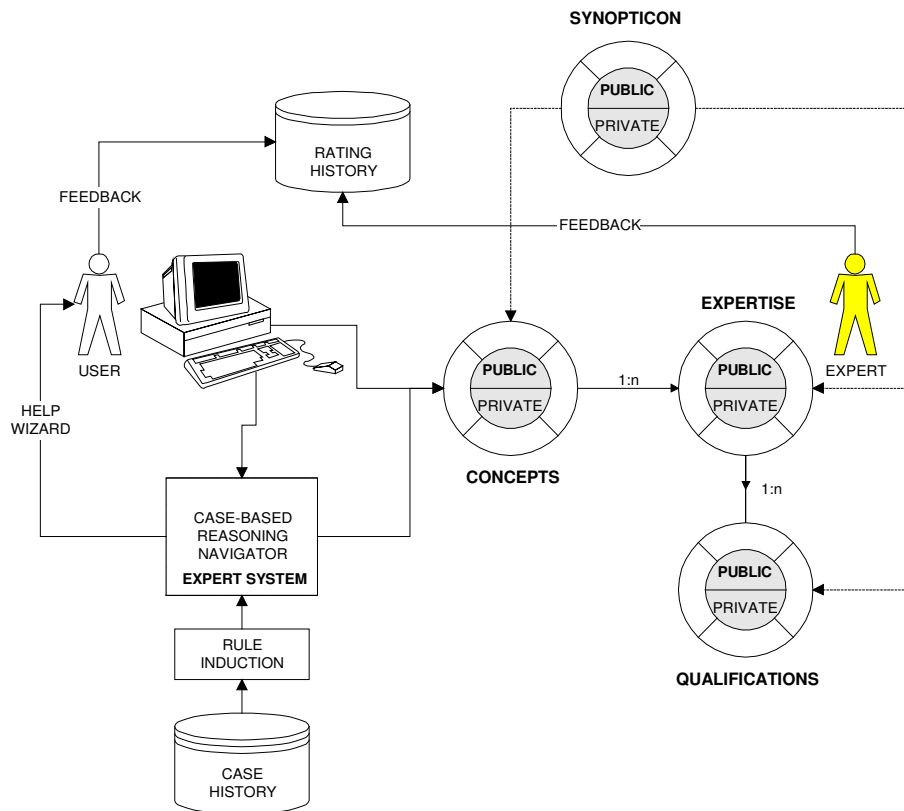 SYNOPTICON
PUBLIC
PRIVATE
RATING
HISTORY
FEEDBACK
FEEDBACK
USER
EXPERTISE
EXPERT
PUBLIC
PRIVATE
1:n
PUBLIC
PRIVATE
HELP
WIZARD
CONCEPTS
1:n
CASE-BASED
REASONING
NAVIGATOR
EXPERT SYSTEM
PUBLIC
PRIVATE
RULE
INDUCTION
QUALIFICATIONS
CASE
HISTORY